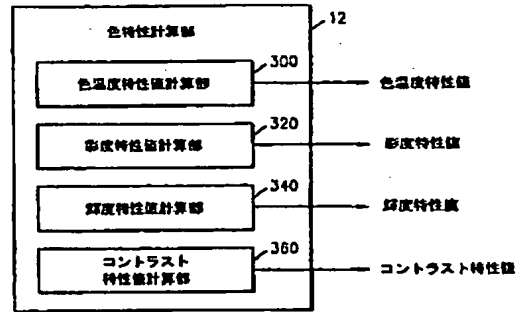 色特性計算部
12
300
色温度特性値計算部
色温度特性値
320
彩度特性値計算部
彩度特性値
340
輝度特性値計算部
輝度特性値
360
コントラスト
特性値計算部
コントラスト特性値